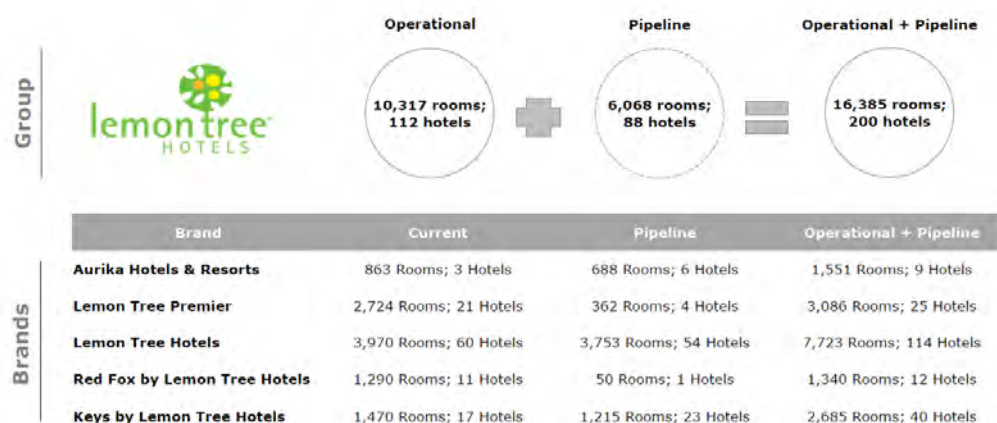 Operational Pipeline Operational + Pipeline
Group
lemon tree
HOTELS
10,317 rooms;
112 hotels
6,068 rooms;
88 hotels
16,385 rooms;
200 hotels
Brand Current Pipeline Operational + Pipeline
Brands
Aurika Hotels & Resorts 863 Rooms; 3 Hotels 688 Rooms; 6 Hotels 1,551 Rooms; 9 Hotels
Lemon Tree Premier 2,724 Rooms; 21 Hotels 362 Rooms; 4 Hotels 3,086 Rooms; 25 Hotels
Lemon Tree Hotels 3,970 Rooms; 60 Hotels 3,753 Rooms; 54 Hotels 7,723 Rooms; 114 Hotels
Red Fox by Lemon Tree Hotels 1,290 Rooms; 11 Hotels 50 Rooms; 1 Hotels 1,340 Rooms; 12 Hotels
Keys by Lemon Tree Hotels 1,470 Rooms; 17 Hotels 1,215 Rooms; 23 Hotels 2,685 Rooms; 40 Hotels